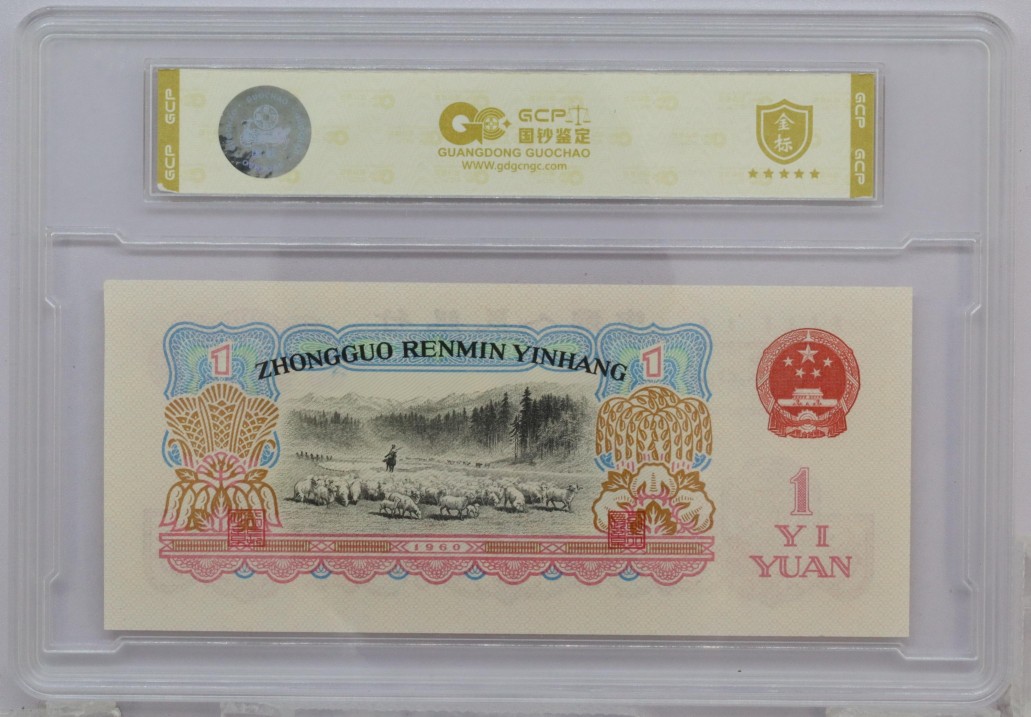 GCP
GCP
GCP
国钞鉴定
GUANGDONG GUOCHAO
www.gdgcngc.com
金标
GCP
GCP
ZHONGGUO RENMIN YINHANG
1
1
1960
1
YI
YUAN